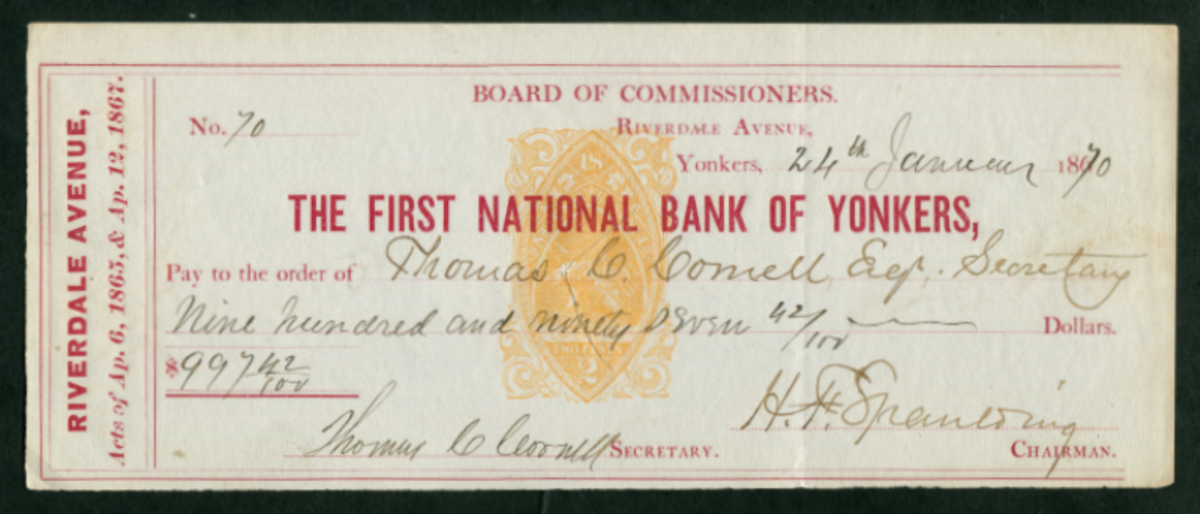 RIVERDALE AVENUE,
Acts of Ap. 6, 1865, & Ap. 12, 1867.
BOARD OF COMMISSIONERS.
No. 70
RIVERDALE AVENUE,
Yonkers, 24th January 1870
THE FIRST NATIONAL BANK OF YONKERS,
Pay to the order of Thomas C. Cornell, Esq. Secretary
Nine hundred and ninety seven 42/100 Dollars.
$997 42/100
H. F. Spaulding
Thomas C Cornell SECRETARY. CHAIRMAN.
2